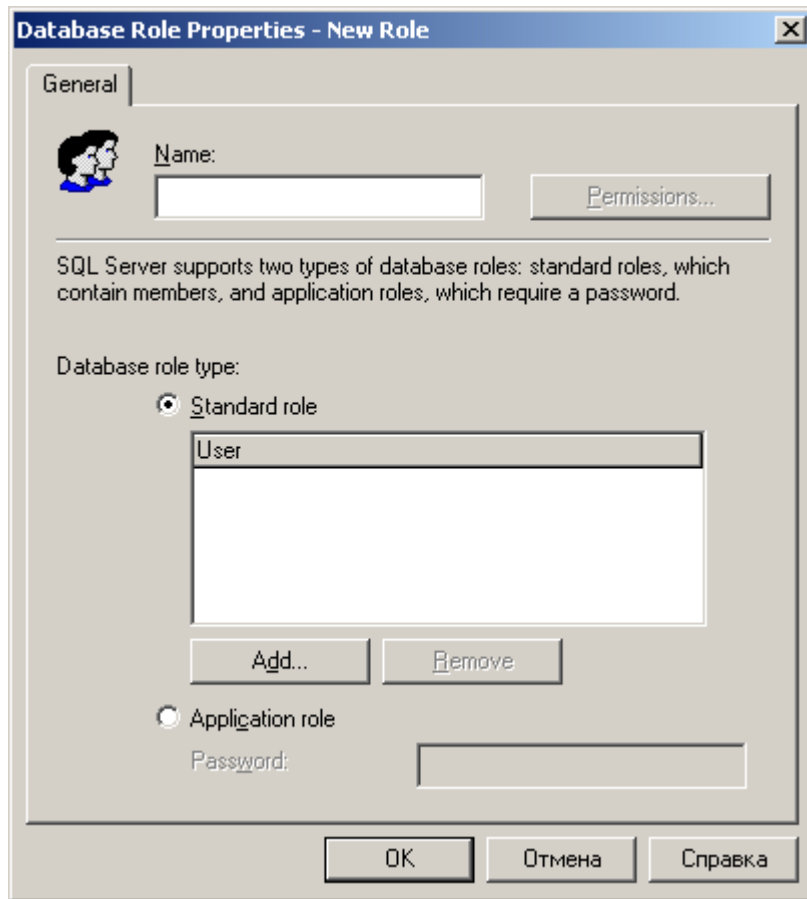 Database Role Properties - New Role
General
Name:
Permissions...
SQL Server supports two types of database roles: standard roles, which
contain members, and application roles, which require a password.
Database role type:
Standard role
User
Add...
Remove
Application role
Password:
OK
Отмена
Справка